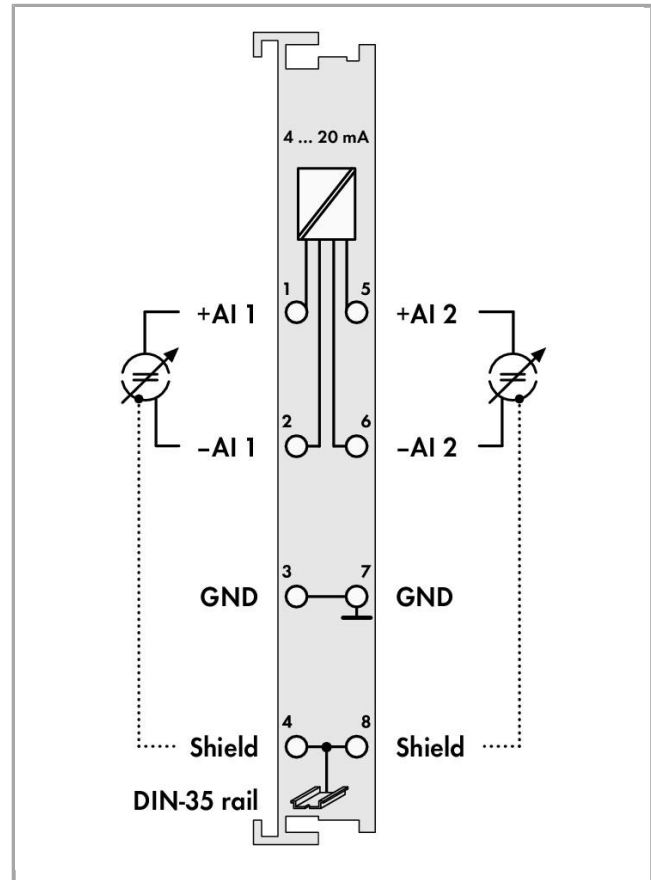 4 ... 20 mA
1 5
+AI 1 +AI 2
2 6
–AI 1 –AI 2
3 7
GND GND
4 8
Shield Shield
DIN-35 rail